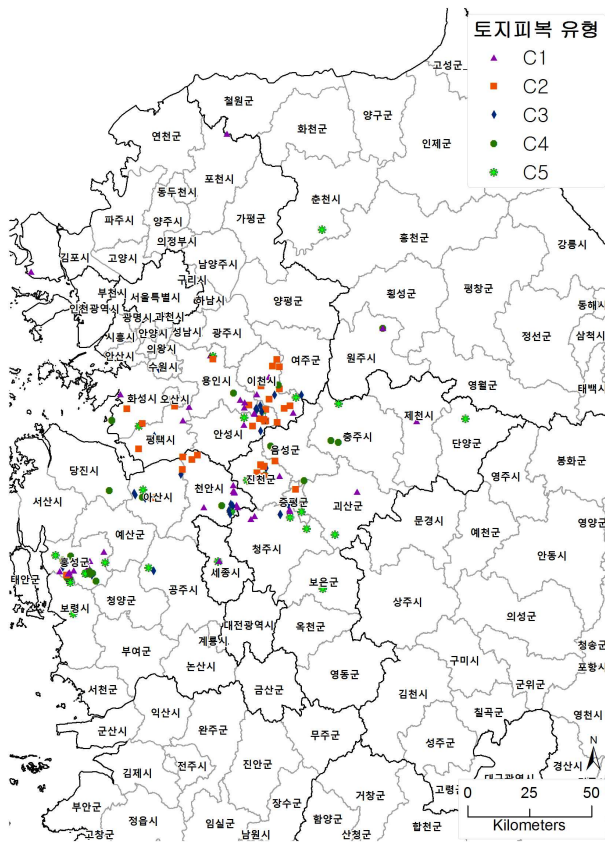 토지피복 유형
C1
C2
C3
C4
C5
고성군
철원군
양구군
화천군
연천군
인제군
포천시
동두천시
춘천시
가평군
파주시
양주시
홍천군
의정부시
강릉시
김포시
고양시
남양주시
구리시
부천시
서울특별시
하남시
양평군
횡성군
평창군
인천광역시
광명시
과천시
동해시
시흥시
안양시
성남시
광주시
정선군
삼척시
안산시
의왕시
여주군
원주시
수원시
용인시
이천시
영월군
태백시
화성시
오산시
제천시
평택시
안성시
음성군
충주시
단양군
당진시
진천군
봉화군
서산시
아산시
천안시
증평군
괴산군
영주시
예산군
문경시
예천군
영양군
홍성군
청주시
안동시
태안군
공주시
세종시
보은군
상주시
청양군
보령시
대전광역시
옥천군
의성군
부여군
계룡시
청송군
논산시
영동군
구미시
포항시
서천군
금산군
김천시
군위군
익산시
칠곡군
군산시
완주군
무주군
영천시
성주군
김제시
전주시
진안군
경산시
대구광역시
부안군
장수군
거창군
고령군
정읍시
임실군
함양군
합천군
고창군
남원시
산청군
N
0 25 50
Kilometers